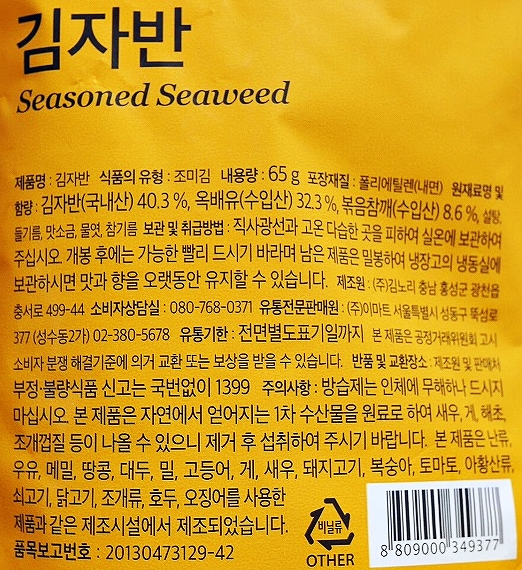 김자반
Seasoned Seaweed
제품명 : 김자반 식품의 유형 : 조미김 내용량 : 65 g 포장재질 : 폴리에틸렌(내면) 원재료명 및
함량 : 김자반(국내산) 40.3 %, 옥배유(수입산) 32.3 %, 볶음참깨(수입산) 8.6 %, 설탕,
들기름, 맛소금, 물엿, 참기름 보관 및 취급방법 : 직사광선과 고온 다습한 곳을 피하여 실온에 보관하여
주십시오. 개봉 후에는 가능한 빨리 드시기 바라며 남은 제품은 밀봉하여 냉장고의 냉동실에
보관하시면 맛과 향을 오랫동안 유지할 수 있습니다. 제조원 : (주)김노리 충남 홍성군 광천읍
충서로 499-44 소비자상담실 : 080-768-0371 유통전문판매원 : (주)이마트 서울특별시 성동구 뚝섬로
377 (성수동2가) 02-380-5678 유통기한 : 전면별도표기일까지 본 제품은 공정거래위원회 고시
소비자 분쟁 해결기준에 의거 교환 또는 보상을 받을 수 있습니다. 반품 및 교환장소 : 제조원 및 판매처
부정·불량식품 신고는 국번없이 1399 주의사항 : 방습제는 인체에 무해하나 드시지
마십시오. 본 제품은 자연에서 얻어지는 1차 수산물을 원료로 하여 새우, 게, 해초,
조개껍질 등이 나올 수 있으니 제거 후 섭취하여 주시기 바랍니다. 본 제품은 난류,
우유, 메밀, 땅콩, 대두, 밀, 고등어, 게, 새우, 돼지고기, 복숭아, 토마토, 아황산류,
쇠고기, 닭고기, 조개류, 호두, 오징어를 사용한
제품과 같은 제조시설에서 제조되었습니다.
품목보고번호 : 20130473129-42
비닐류
OTHER
8 809000 349377